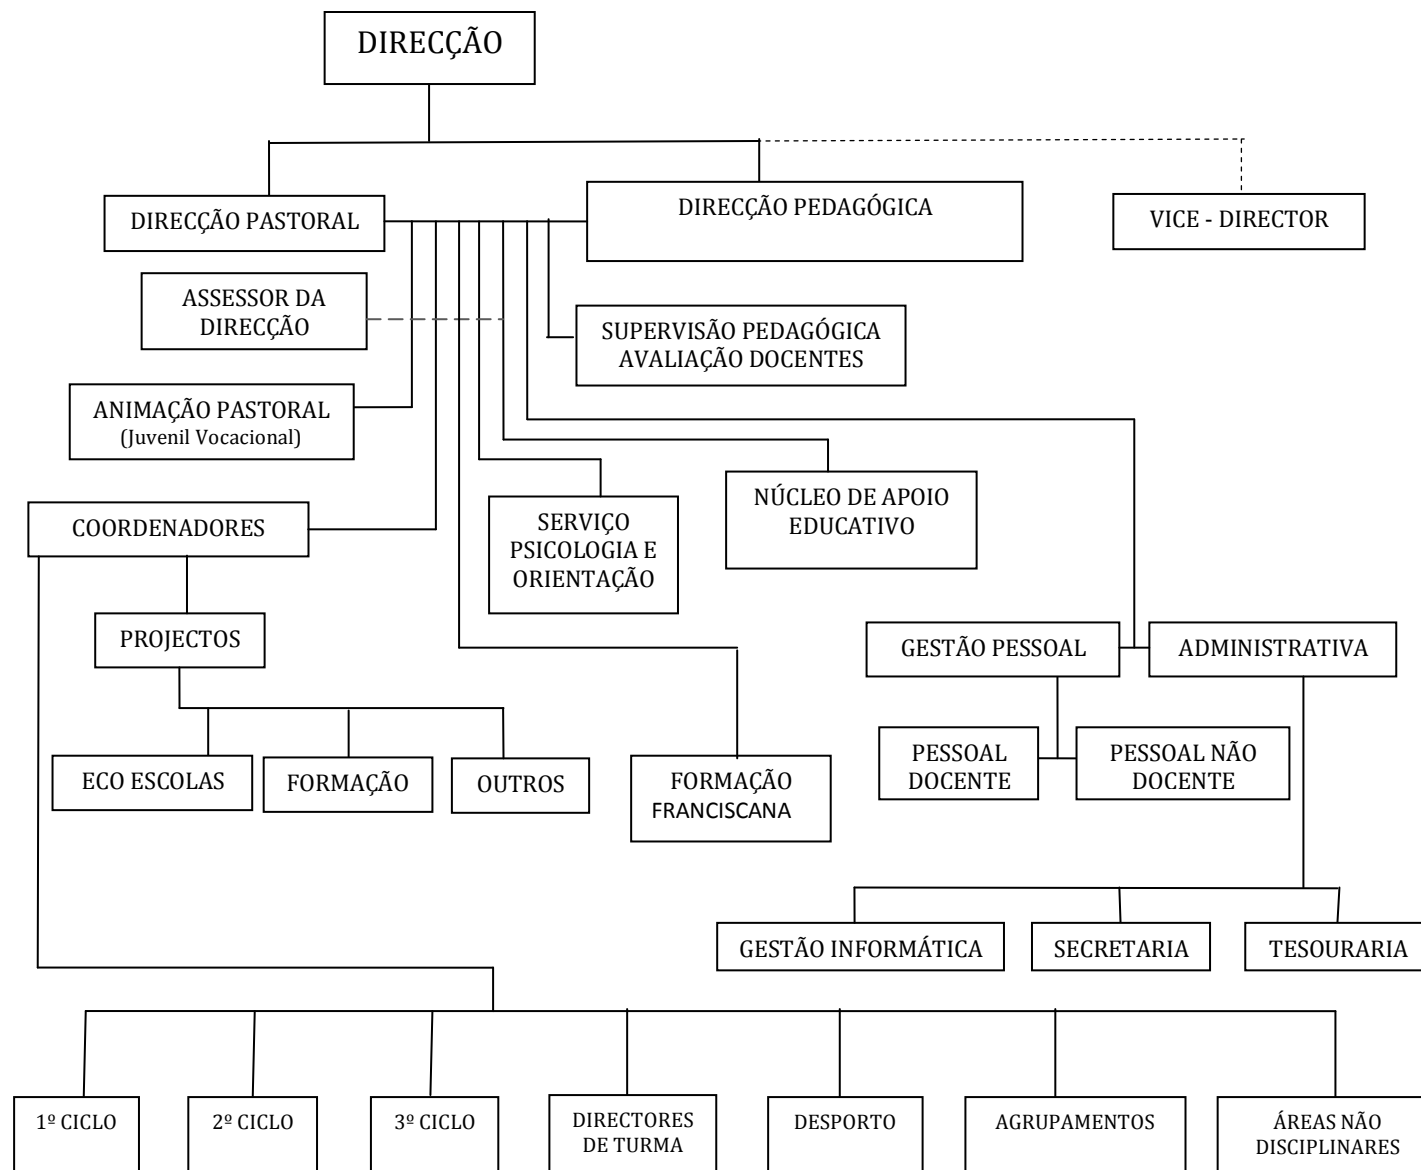 DIRECÇÃO
DIRECÇÃO PASTORAL
DIRECÇÃO PEDAGÓGICA
VICE - DIRECTOR
ASSESSOR DA
DIRECÇÃO
SUPERVISÃO PEDAGÓGICA
AVALIAÇÃO DOCENTES
ANIMAÇÃO PASTORAL
(Juvenil Vocacional)
COORDENADORES
SERVIÇO
PSICOLOGIA E
ORIENTAÇÃO
NÚCLEO DE APOIO
EDUCATIVO
PROJECTOS
GESTÃO PESSOAL
ADMINISTRATIVA
ECO ESCOLAS
FORMAÇÃO
OUTROS
FORMAÇÃO
FRANCISCANA
PESSOAL
DOCENTE
PESSOAL NÃO
DOCENTE
GESTÃO INFORMÁTICA
SECRETARIA
TESOURARIA
1º CICLO
2º CICLO
3º CICLO
DIRECTORES
DE TURMA
DESPORTO
AGRUPAMENTOS
ÁREAS NÃO
DISCIPLINARES